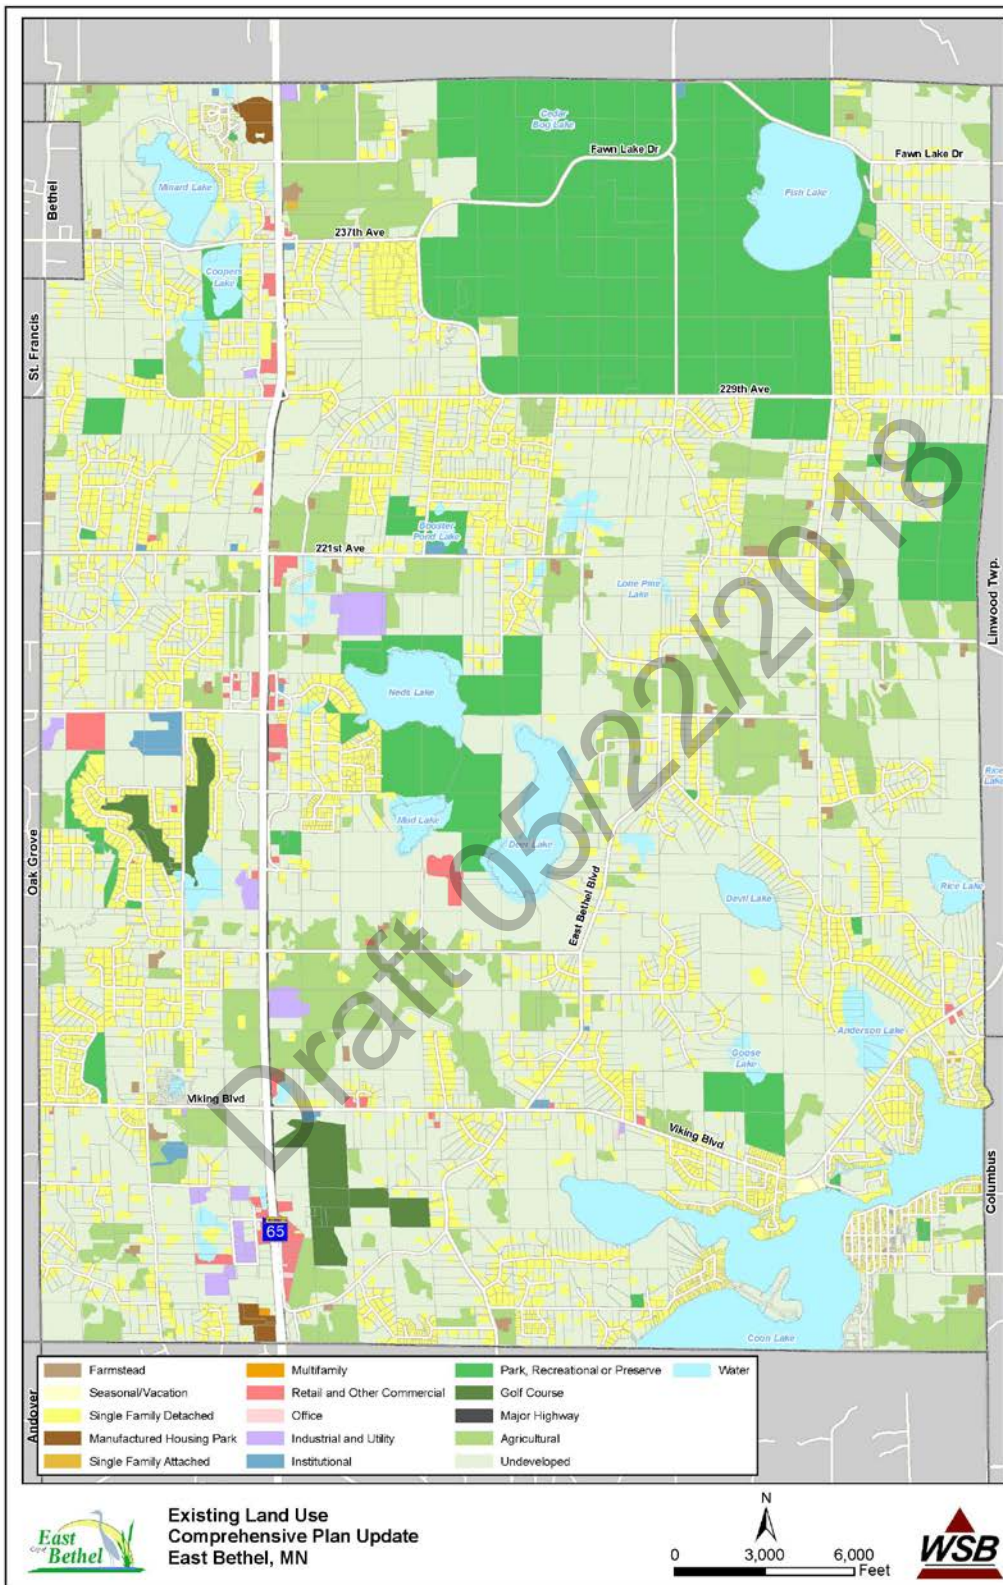 Cedar
Bog Lake
Fawn Lake Dr
Fawn Lake Dr
Minard Lake
Fish Lake
Bethel
237th Ave
Coopers
Lake
St. Francis
229th Ave
Booster
Pond Lake
221st Ave
Lone Pine
Lake
Linwood Twp.
Neds Lake
Rice
Lake
Mud Lake
Deer Lake
Oak Grove
East Bethel Blvd
Devil Lake
Rice Lake
Anderson Lake
Goose
Lake
Viking Blvd
Viking Blvd
Columbus
65
Coon Lake
Andover
Draft 05/22/2018
Farmstead
Seasonal/Vacation
Single Family Detached
Manufactured Housing Park
Single Family Attached
Multifamily
Retail and Other Commercial
Office
Industrial and Utility
Institutional
Park, Recreational or Preserve
Golf Course
Major Highway
Agricultural
Undeveloped
Water
City of
East
Bethel
Existing Land Use
Comprehensive Plan Update
East Bethel, MN
N
0 3,000 6,000
Feet
WSB